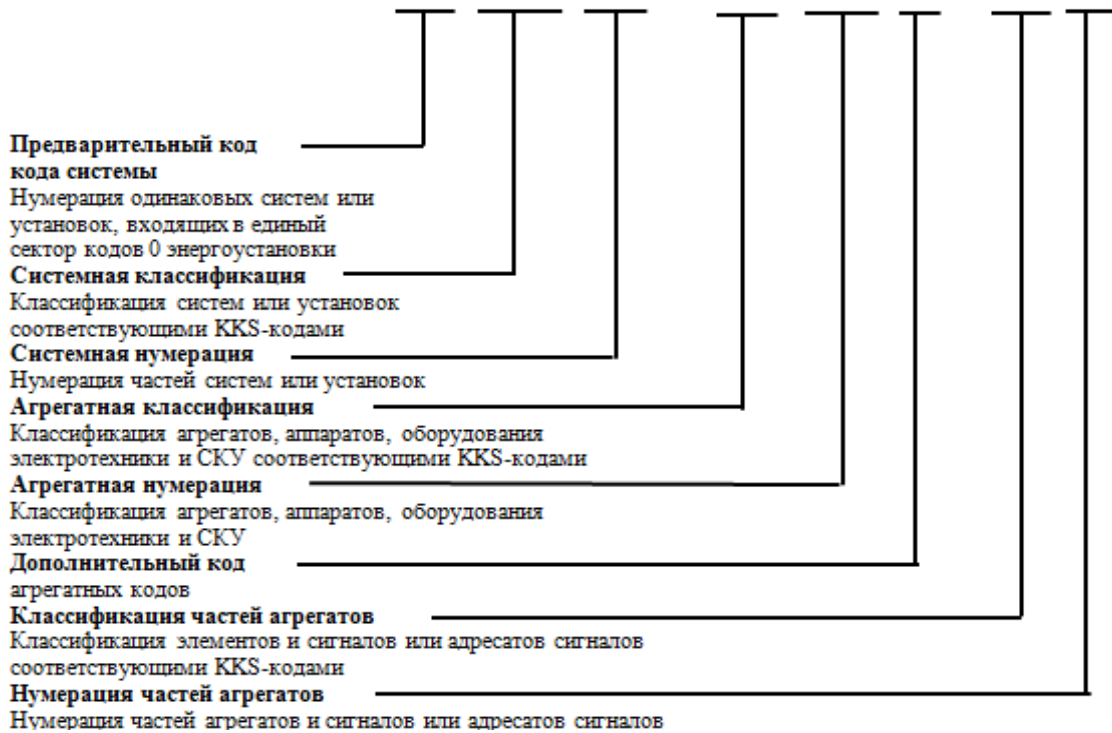 Предварительный код
кода системы
Нумерация одинаковых систем или
установок, входящих в единый
сектор кодов 0 энергоустановки
Системная классификация
Классификация систем или установок
соответствующими KKS-кодами
Системная нумерация
Нумерация частей систем или установок
Агрегатная классификация
Классификация агрегатов, аппаратов, оборудования
электротехники и СКУ соответствующими KKS-кодами
Агрегатная нумерация
Классификация агрегатов, аппаратов, оборудования
электротехники и СКУ
Дополнительный код
агрегатных кодов
Классификация частей агрегатов
Классификация элементов и сигналов или адресатов сигналов
соответствующими KKS-кодами
Нумерация частей агрегатов
Нумерация частей агрегатов и сигналов или адресатов сигналов